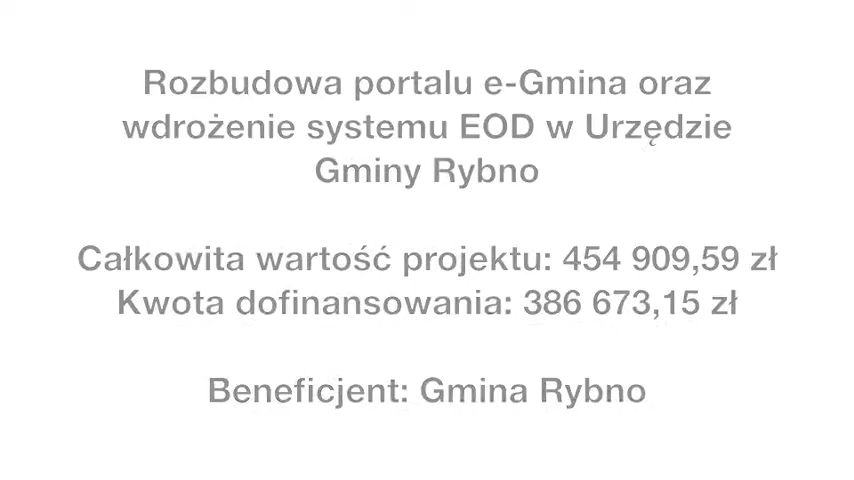 Rozbudowa portalu e-Gmina oraz
wdrożenie systemu EOD w Urzędzie
Gminy Rybno
Całkowita wartość projektu: 454 909,59 zł
Kwota dofinansowania: 386 673,15 zł
Beneficjent: Gmina Rybno